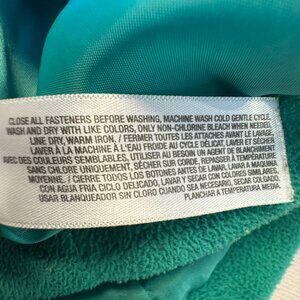 CLOSE ALL FASTENERS BEFORE WASHING, MACHINE WASH COLD GENTLE CYCLE,
WASH AND DRY WITH LIKE COLORS, ONLY NON-CHLORINE BLEACH WHEN NEEDED,
LINE DRY, WARM IRON, / FERMER TOUTES LES ATTACHES AVANT LE LAVAGE,
LAVER À LA MACHINE À L'EAU FROIDE AU CYCLE DÉLICAT, LAVER ET SÉCHER
AVEC DES COULEURS SEMBLABLES, UTILISER AU BESOIN UN AGENT DE BLANCHIMENT
SANS CHLORE UNIQUEMENT, SÉCHER SUR CORDE, REPASSER À TEMPÉRATURE
MOYENNE. / CIERRE TODOS LOS BOTONES ANTES DE LAVAR, LAVAR A MAQUINA
CON AGUA FRIA CICLO DELICADO, LAVAR Y SECAR CON COLORES SIMILARES,
USAR BLANQUEADOR SIN CLORO CUANDO SEA NECESARIO, SECAR COLGADO,
PLANCHAR A TEMPERATURA MEDIA.